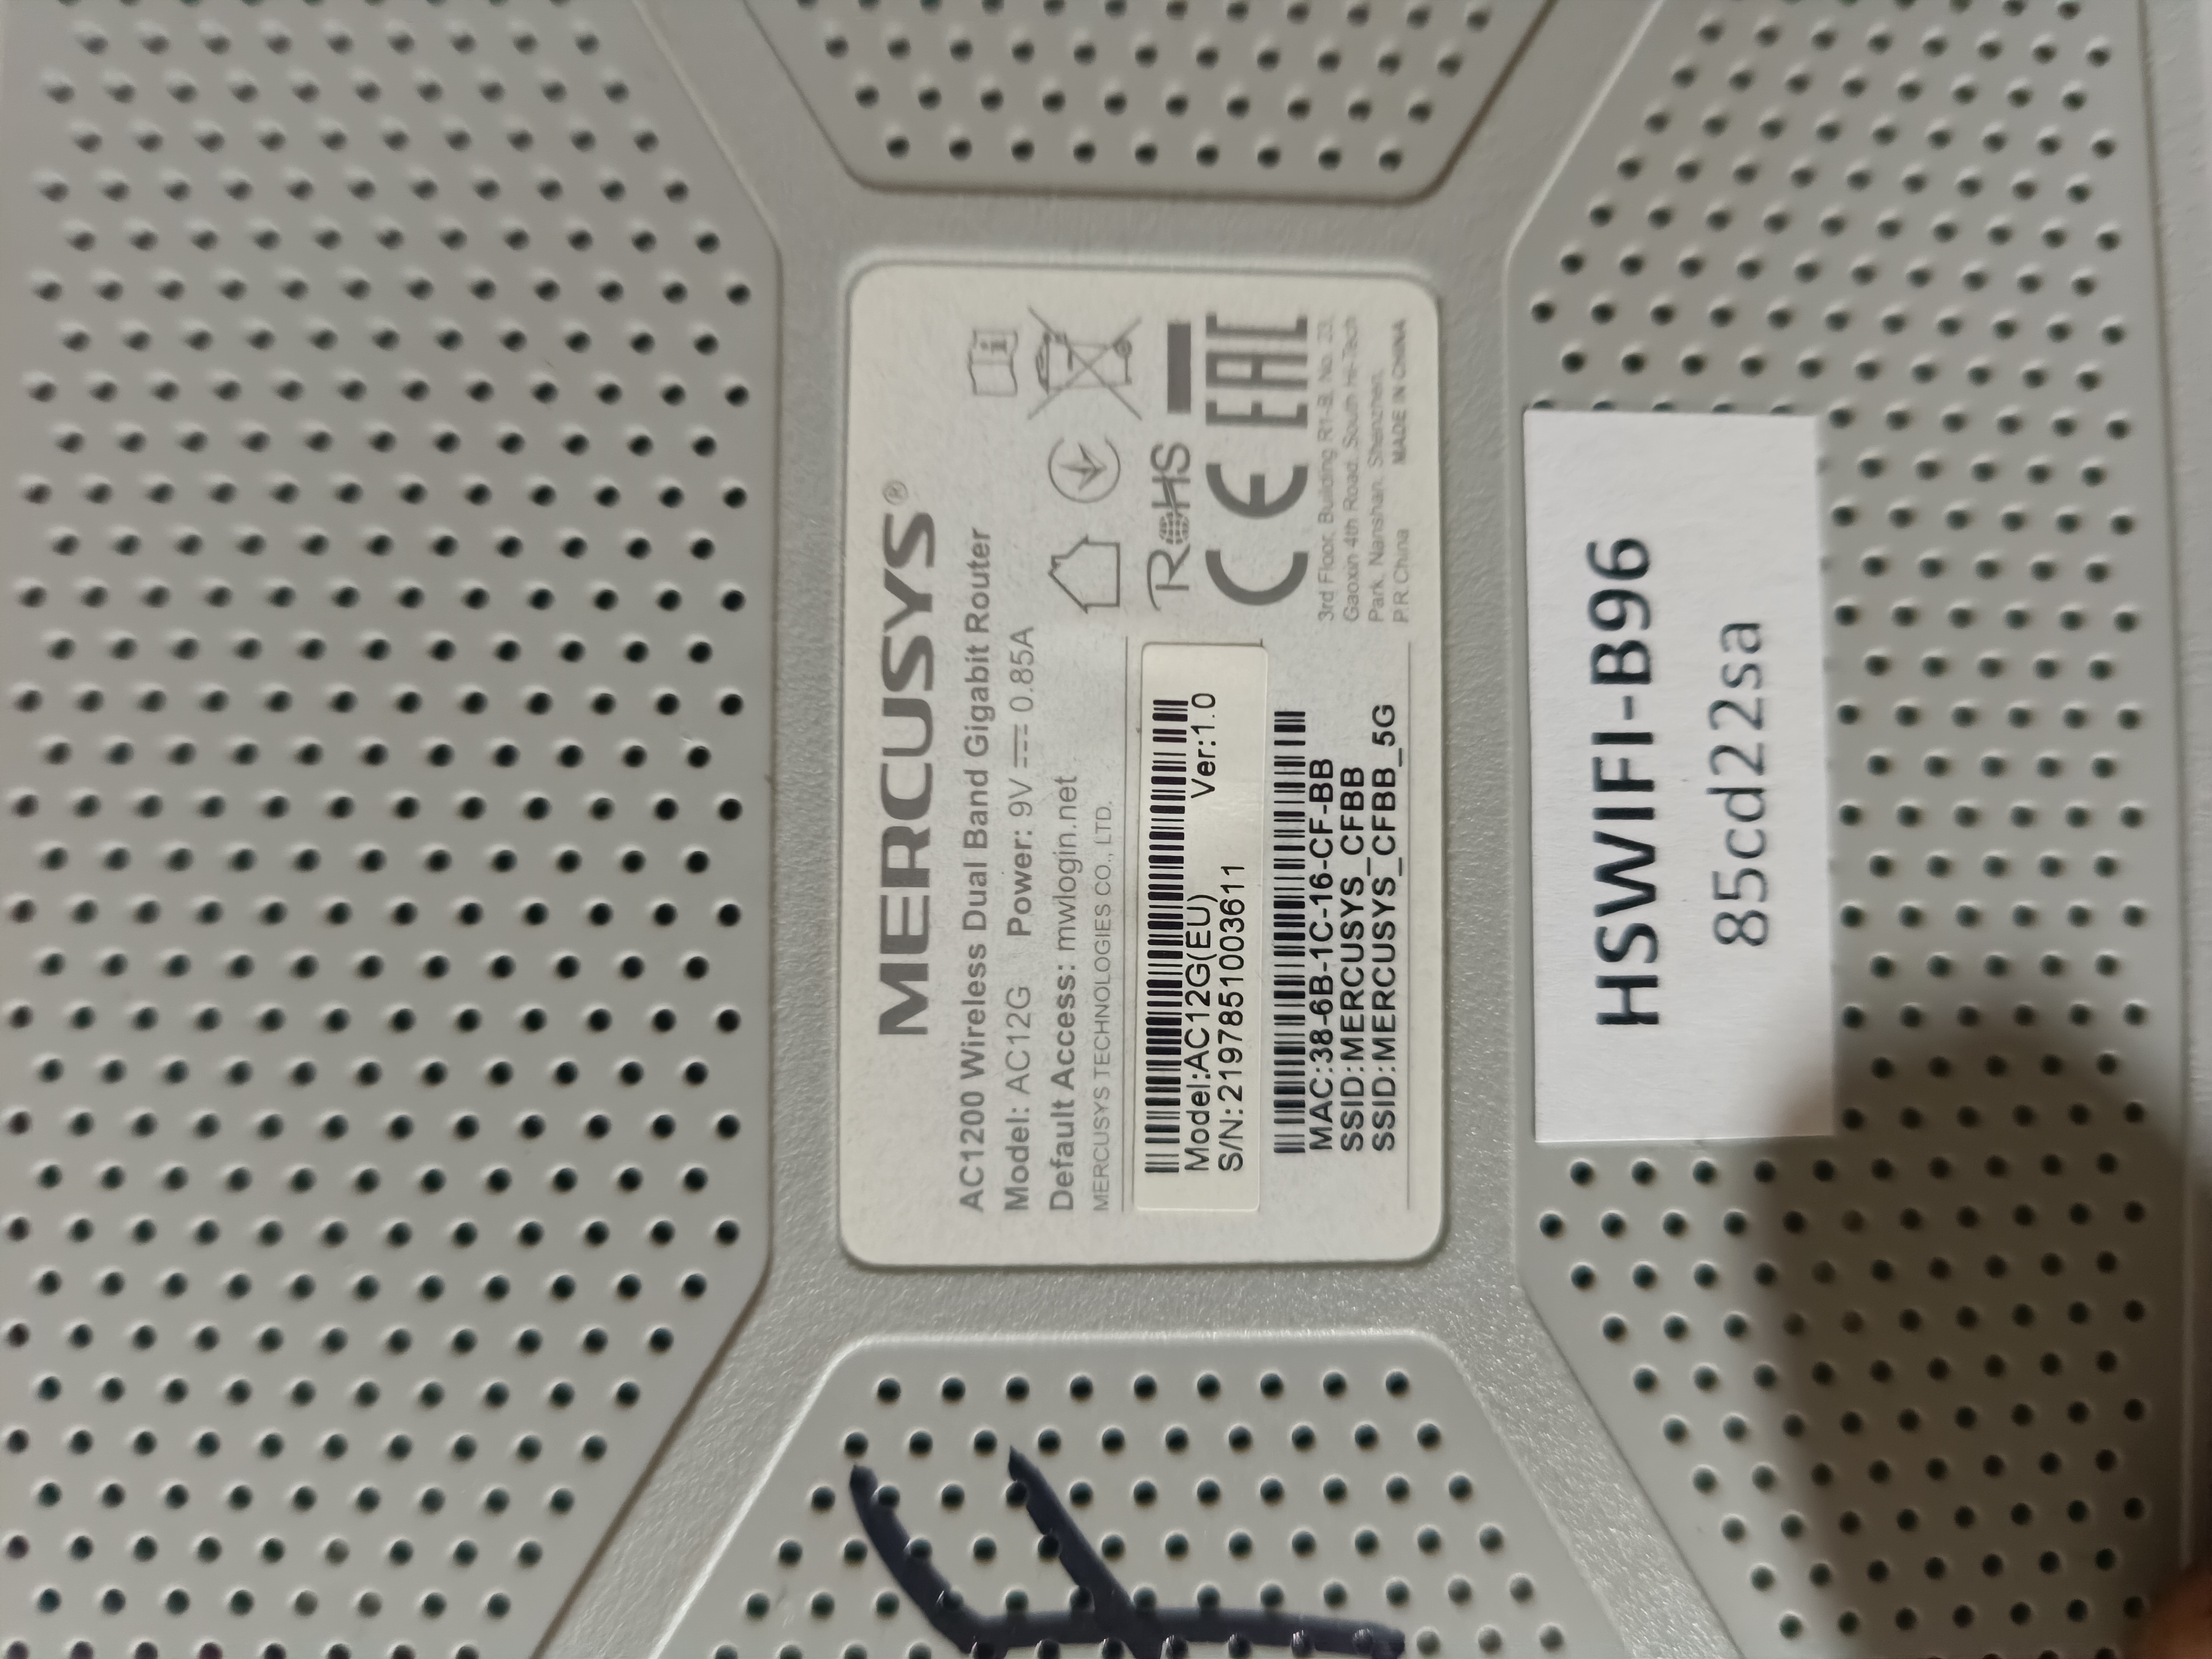 MERCUSYS®
AC1200 Wireless Dual Band Gigabit Router
Model: AC12G Power: 9V ⎓ 0.85A
Default Access: mwlogin.net
MERCUSYS TECHNOLOGIES CO., LTD.
Model:AC12G(EU)
S/N:2197851003611 Ver:1.0
MAC:38-6B-1C-16-CF-BB
SSID:MERCUSYS_CFBB
SSID:MERCUSYS_CFBB_5G
RoHS
CE EAC
3rd Floor, Building R1-B, No. 23,
Gaoxin 4th Road, South Hi-Tech
Park, Nanshan, Shenzhen,
P.R.China MADE IN CHINA
HSWIFI-B96
85cd22sa